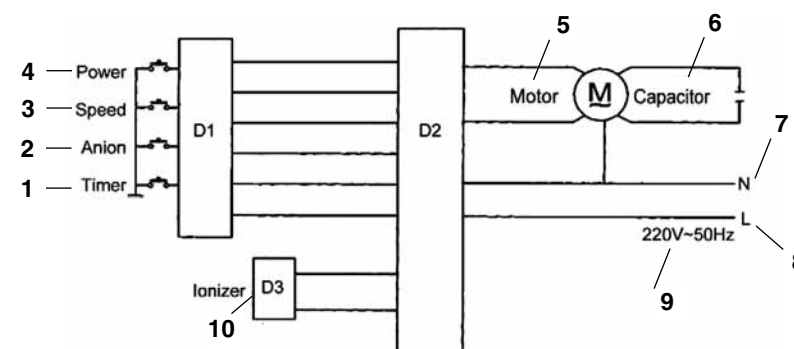 5
6
4 Power
3 Speed
2 Anion
1 Timer
D1
D2
Motor
M
Capacitor
7
N
L
220V~50Hz
8
9
Ionizer
D3
10